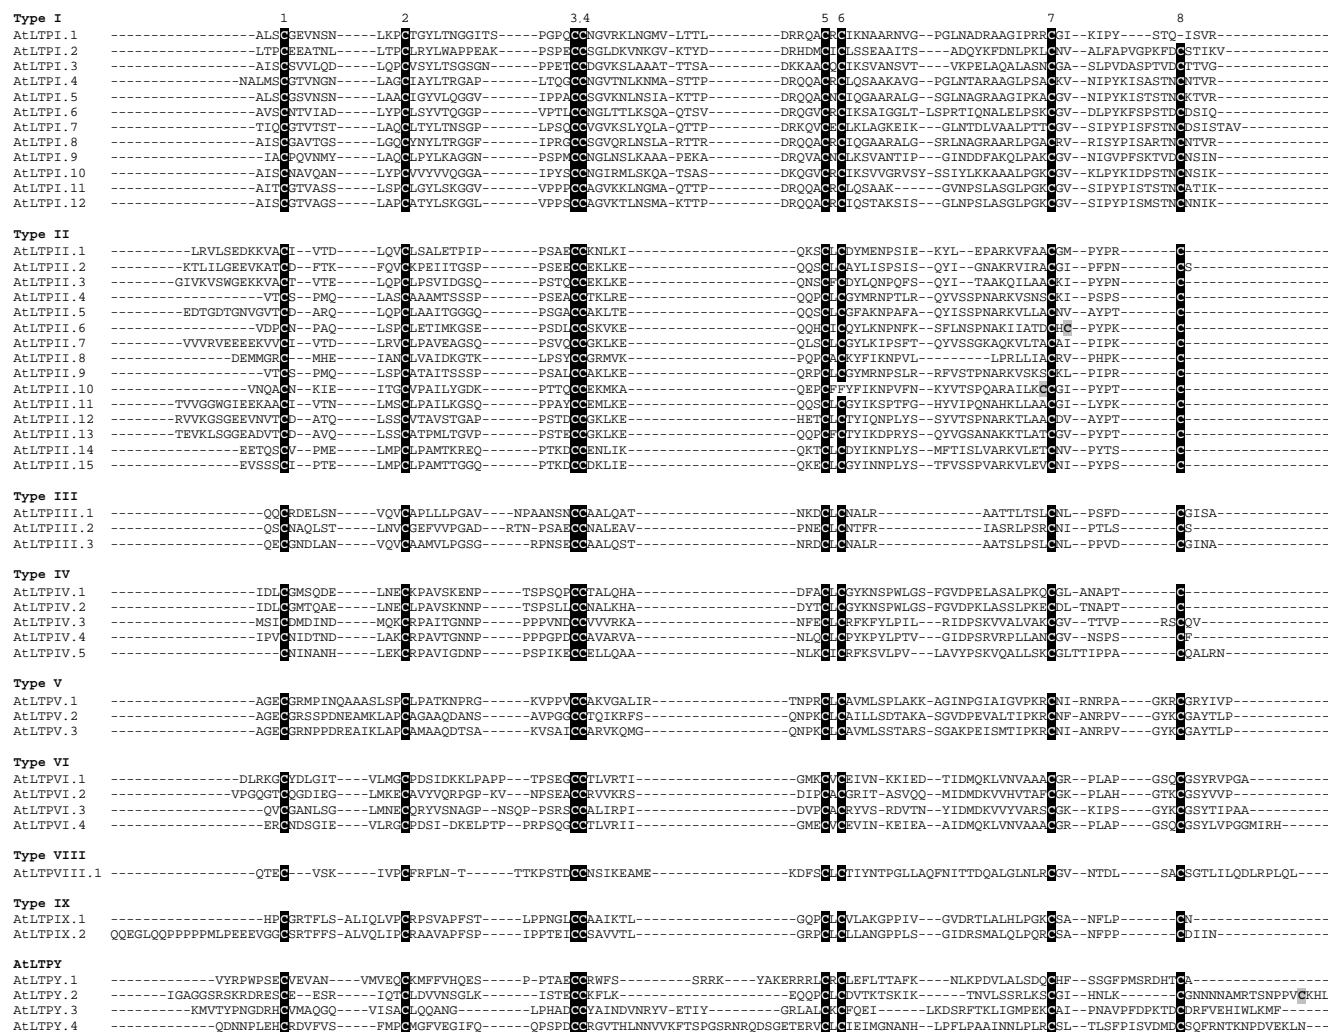 Type I 1 2 3,4 5 6 7 8
AtLTPI.1 ------------------ALSCGEVNSN-----LKPCTGYLTNGGITS-----PGPQCCNGVRKLNGMV-LTTL---------DRRQACRCIKNAARNVG--PGLNADRAAGIPRRCGI--KIPY---STQ-ISVR--------------
AtLTPI.2 ------------------LTPCEEATNL-----LTPCLRYLWAPPEAK-----PSPECCSGLDKVNKGV-KTYD---------DRHDMCICLSSEAAITS---ADQYKFDNLPKLCNV--ALFAPVGPKFDCSTIKV-------------
AtLTPI.3 ------------------AISCSVVLQD-----LQPCVSYLTSGSGN------PPETCCDGVKSLAAAT-TTSA---------DKKAACQCIKSVANSVT----VKPELAQALASNCGA--SLPVDASPTVDCTTVG--------------
AtLTPI.4 ----------------NALMSCGTVNGN-----LAGCIAYLTRGAP-------LTQGCCNGVTNLKNMA-STTP---------DRQQACRCLQSAAKAVG--PGLNTARAAGLPSACKV--NIPYKISASTNCNTVR--------------
AtLTPI.5 ------------------ALSCGSVNSN-----LAACIGYVLQGGV-------IPPACCSGVKNLNSIA-KTTP---------DRQQACNCIQGAARALG--SGLNAGRAAGIPKACGV--NIPYKISTSTNCKTVR--------------
AtLTPI.6 ------------------AVSCNTVIAD-----LYPCLSYVTQGGP-------VPTLCCNGLTTLKSQA-QTSV---------DRQGVCRCIKSAIGGLT-LSPRTIQNALELPSKCGV--DLPYKFSPSTDCDSIQ--------------
AtLTPI.7 ------------------TIQCGTVTST-----LAQCLTYLTNSGP-------LPSQCCVGVKSLYQLA-QTTP---------DRKQVCECLKLAGKEIK--GLNTDLVAALPTTCGV--SIPYPISFSTNCDSISTAV-----------
AtLTPI.8 ------------------AISCGAVTGS-----LGQCYNYLTRGGF-------IPRGCCSGVQRLNSLA-RTTR---------DRQQACRCIQGAARALG--SRLNAGRAARLPGACRV--RISYPISARTNCNTVR--------------
AtLTPI.9 -------------------IACPQVNMY-----LAQCLPYLKAGGN-------PSPMCCNGLNSLKAAA-PEKA---------DRQVACNCLKSVANTIP--GINDDFAKQLPAKCGV--NIGVPFSKTVDCNSIN--------------
AtLTPI.10 ------------------AISCNAVQAN-----LYPCVVYVVQGGA-------IPYSCCNGIRMLSKQA-TSAS---------DKQGVCRCIKSVVGRVSY-SSIYLKKAAALPGKCGV--KLPYKIDPSTNCNSIK--------------
AtLTPI.11 ------------------AITCGTVASS-----LSPCLGYLSKGGV-------VPPPCCAGVKKLNGMA-QTTP---------DRQQACRCLQSAAK------GVNPSLASGLPGKCGV--SIPYPISTSTNCATIK--------------
AtLTPI.12 ------------------AISCGTVAGS-----LAPCATYLSKGGL-------VPPSCCAGVKTLNSMA-KTTP---------DRQQACRCIQSTAKSIS--GLNPSLASGLPGKCGV--SIPYPISMSTNCNNIK--------------
Type II
AtLTPII.1 ----------LRVLSEDKKVACI--VTD-----LQVCLSALETPIP-------PSAECCKNLKI---------------------QKSCLCDYMENPSIE--KYL--EPARKVFAACGM--PYPR-------C------------------
AtLTPII.2 ---------KTLILGEEVKATCD--FTK-----FQVCKPEIITGSP-------PSEECCEKLKE---------------------QQSCLCAYLISPSIS--QYI--GNAKRVIRACGI--PFPN-------CS-----------------
AtLTPII.3 --------GIVKVSWGEKKVACT--VTE-----LQPCLPSVIDGSQ-------PSTQCCEKLKE---------------------QNSCFCDYLQNPQFS--QYI--TAAKQILAACKI--PYPN-------C------------------
AtLTPII.4 -------------------VTCS--PMQ-----LASCAAAMTSSSP-------PSEACCTKLRE---------------------QQPCLCGYMRNPTLR--QYVSSPNARKVSNSCKI--PSPS-------C------------------
AtLTPII.5 ---------EDTGDTGNVGVTCD--ARQ-----LQPCLAAITGGGQ-------PSGACCAKLTE---------------------QQSCLCGFAKNPAFA--QYISSPNARKVLLACNV--AYPT-------C------------------
AtLTPII.6 ------------------VDPCN--PAQ-----LSPCLETIMKGSE-------PSDLCCSKVKE---------------------QQHCICQYLKNPNFK--SFLNSPNAKIIATDCHC--PYPK-------C------------------
AtLTPII.7 ---------VVVRVEEEEKVVCI--VTD-----LRVCLPAVEAGSQ-------PSVQCCGKLKE---------------------QLSCLCGYLKIPSFT--QYVSSGKAQKVLTACAI--PIPK-------C------------------
AtLTPII.8 ---------------DEMMGRC---MHE-----IANCLVAIDKGTK-------LPSYCCGRMVK---------------------PQPCACKYFIKNPVL---------LPRLLIACRV--PHPK-------C------------------
AtLTPII.9 -------------------VTCS--PMQ-----LSPCATAITSSSP-------PSALCCAKLKE---------------------QRPCLCGYMRNPSLR--RFVSTPNARKVSKSCKL--PIPR-------C------------------
AtLTPII.10 -----------------VNQACN--KIE-----ITGCVPAILYGDK-------PTTQCCEKMKA---------------------QEPCFFYFIKNPVFN--KYVTSPQARAILKCCGI--PYPT-------C------------------
AtLTPII.11 --------TVVGGWGIEEKAACI--VTN-----LMSCLPAILKGSQ-------PPAYCCEMLKE---------------------QQSCLCGYIKSPTFG--HYVIPQNAHKLLAACGI--LYPK-------C------------------
AtLTPII.12 --------RVVKGSGEEVNVTCD--ATQ-----LSSCVTAVSTGAP-------PSTDCCGKLKE---------------------HETCLCTYIQNPLYS--SYVTSPNARKTLAACDV--AYPT-------C------------------
AtLTPII.13 --------TEVKLSGGEADVTCD--AVQ-----LSSCATPMLTGVP-------PSTECCGKLKE---------------------QQPCFCTYIKDPRYS--QYVGSANAKKTLATCGV--PYPT-------C------------------
AtLTPII.14 ----------------EETQSCV--PME-----LMPCLPAMTKREQ-------PTKDCCENLIK---------------------QKTCLCDYIKNPLYS--MFTISLVARKVLETCNV--PYTS-------C------------------
AtLTPII.15 ----------------EVSSSCI--PTE-----LMPCLPAMTTGGQ-------PTKDCCDKLIE---------------------QKECLCGYINNPLYS--TFVSSPVARKVLEVCNI--PYPS-------C------------------
Type III
AtLTPIII.1 -------------------QQCRDELSN-----VQVCAPLLLPGAV-----NPAANSNCCAALQAT--------------------NKDCLCNALR-------------AATTLTSLCNL--PSFD-------CGISA--------------
AtLTPIII.2 -------------------QSCNAQLST-----LNVCGEFVVPGAD----RTN-PSAECCNALEAV--------------------PNECLCNTFR-------------IASRLPSRCNI--PTLS-------CS-----------------
AtLTPIII.3 -------------------QECGNDLAN-----VQVCAAMVLPGSG------RPNSECCAALQST---------------------NRDCLCNALR-------------AATSLPSLCNL--PPVD-------CGINA--------------
Type IV
AtLTPIV.1 ------------------IDLCGMSQDE-----LNECKPAVSKENP-----TSPSQPCCTALQHA--------------------DFACLCGYKNSPWLGS-FGVDPELASALPKQCGL-ANAPT-------C------------------
AtLTPIV.2 ------------------IDLCGMTQAE-----LNECLPAVSKNNP-----TSPSLLCCNALKHA--------------------DYTCLCGYKNSPWLGS-FGVDPKLASSLPKECDL-TNAPT-------C------------------
AtLTPIV.3 ------------------MSICDMDIND-----MQKCRPAITGNNP-----PPPVNDCCVVVRKA--------------------NFECLCRFKFYLPIL--RIDPSKVVALVAKCGV--TTVP-----RSCQV----------------
AtLTPIV.4 ------------------IPVCNIDTND-----LAKCRPAVTGNNP-----PPPGPDCCAVARVA--------------------NLQCLCPYKPYLPTV--GIDPSRVRPLLANCGV--NSPS-------CF-----------------
AtLTPIV.5 ---------------------CNINANH-----LEKCRPAVIGDNP-----PSPIKECCELLQAA--------------------NLKCICRFKSVLPV---LAVYPSKVQALLSKCGLTTIPPA-------CQALRN-------------
Type V
AtLTPV.1 ------------------AGECGRMPINQAAASLSPCLPATKNPRG------KVPPVCCAKVGALIR-----------------TNPRCLCAVMLSPLAKK-AGINPGIAIGVPKRCNI-RNRPA-----GKRCGRYIVP-----------
AtLTPV.2 ------------------AGECGRSSPDNEAMKLAPCAGAAQDANS------AVPGGCCTQIKRFS------------------QNPKCLCAILLSDTAKA-SGVDPEVALTIPKRCNF-ANRPV-----GYKCGAYTLP-----------
AtLTPV.3 ------------------AGECGRNPPDREAIKLAPCAMAAQDTSA------KVSAICCARVKQMG------------------QNPKCLCAVMLSSTARS-SGAKPEISMTIPKRCNI-ANRPV-----GYKCGAYTLP-----------
Type VI
AtLTPVI.1 ----------------DLRKGCYDLGIT----VLMGCPDSIDKKLPAPP---TPSEGCCTLVRTI--------------------GMKCVCEIVN-KKIED--TIDMQKLVNVAAACGR--PLAP-----GSQCGSYRVPGA---------
AtLTPVI.2 ---------------VPGQGTCQGDIEG----LMKECAVYVQRPGP-KV---NPSEACCRVVKRS--------------------DIPCACGRIT-ASVQQ--MIDMDKVVHVTAFCGK--PLAH-----GTKCGSYVVP-----------
AtLTPVI.3 -------------------QVCGANLSG----LMNECQRYVSNAGP---NSQP-PSRSCCALIRPI-------------------DVPCACRYVS-RDVTN--YIDMDKVVYVARSCGK--KIPS-----GYKCGSYTIPAA---------
AtLTPVI.4 ------------------ERCNDSGIE-----VLRGCPDSI-DKELPTP---PRPSQGCCTLVRII-------------------GMECVCEVIN-KEIEA--AIDMQKLVNVAAACGR--PLAP-----GSQCGSYLVPGGMIRH-----
Type VIII
AtLTPVIII.1 ------------------QTEC---VSK-----IVPCFRFLN-T------TTKPSTDCCNSIKEAME-----------------KDFSCLCTIYNTPGLLAQFNITTDQALGLNLRCGV--NTDL-----SACSGTLILQDLRPLQL----
Type IX
AtLTPIX.1 -------------------HPCGRTFLS-ALIQLVPCRPSVAPFST-----LPPNGLCCAAIKTL--------------------GQPCLCVLAKGPPIV---GVDRTLALHLPGKCSA--NFLP-------CN-----------------
AtLTPIX.2 QQEGLQQPPPPPMLPEEEVGGCSRTFFS-ALVQLIPCRAAVAPFSP-----IPPTEICCSAVVTL--------------------GRPCLCLLANGPPLS---GIDRSMALQLPQRCSA--NFPP-------CDIIN--------------
AtLTPY
AtLTPY.1 -------------VYRPWPSECVEVAN-----VMVEQCKMFFVHQES-----P-PTAECCRWFS---------SRRK------YAKERRRLCRCLEFLTTAFK---NLKPDVLALSDQCHF--SSGFPMSRDHTCA----------------
AtLTPY.2 -------IGAGGSRSKRDRESCE--ESR-----IQTCLDVVNSGLK-------ISTECCKFLK-----------------------EQQPCLCDVTKTSKIK-----TNVLSSRLKSCGI--HNLK-------CGNNNNAMRTSNPPVCKHL
AtLTPY.3 ----------KMVTYPNGDRHCVMAQGQ-----VISACLQQANG---------LPHADCCYAINDVNRYV-ETIY-----------GRLALCKCFQEI------LKDSRFTKLIGMPEKCAI--PNAVPFDPKTDCDRFVEHIWLKMF-----
AtLTPY.4 -------------QDNNPLEHCRDVFVS-----FMPCMGFVEGIFQ-------QPSPDCCRGVTHLNNVVKFTSPGSRNRQDSGETERVCLCIEIMGNANH--LPFLPAAINNLPLRCSL--TLSFPISVDMDCSQFRNTKNPDVEKLN---